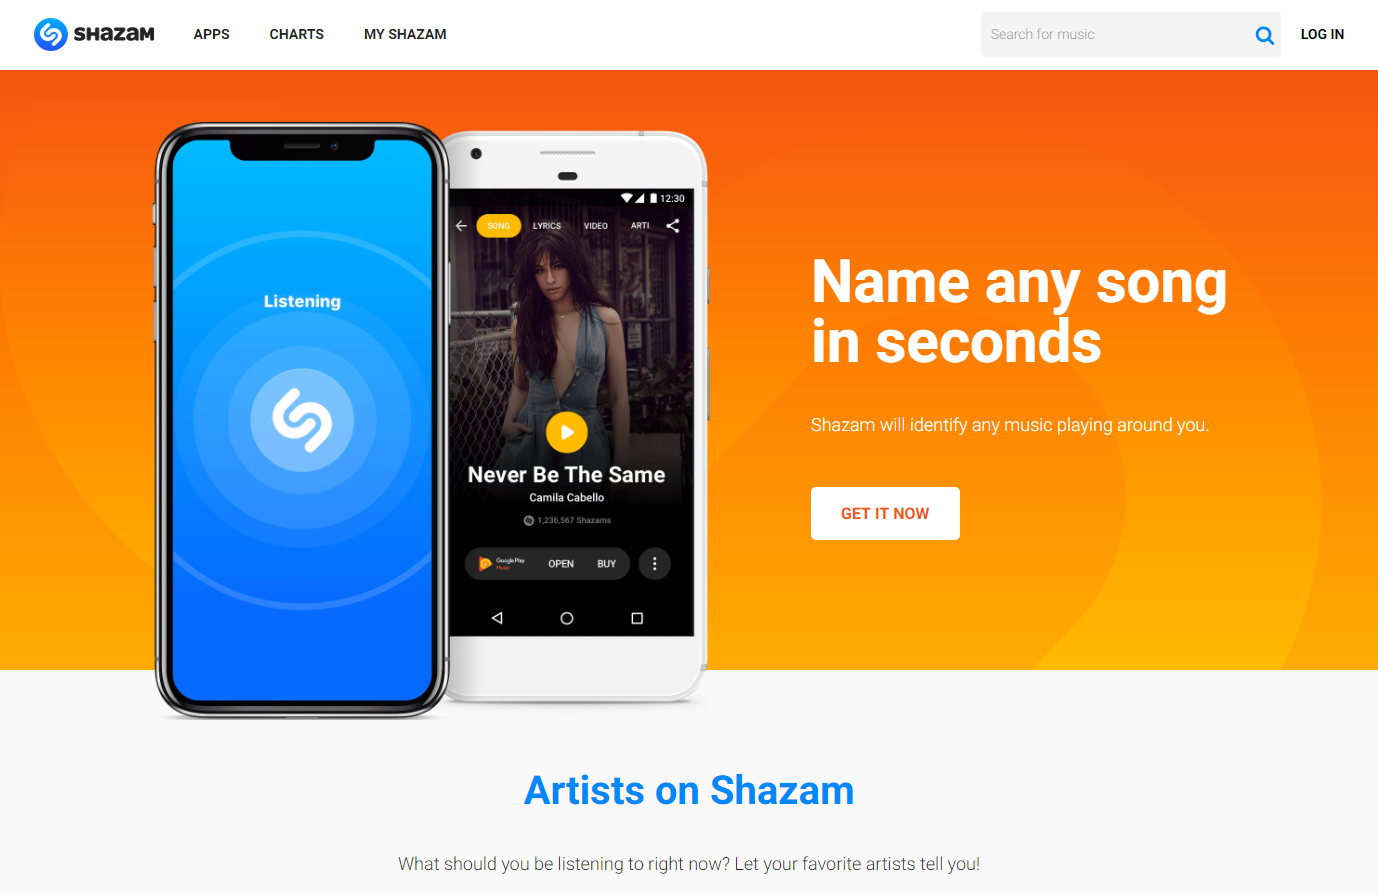 SHAZAM
APPS
CHARTS
MY SHAZAM
Search for music
LOG IN
Listening
12:30
SONG
LYRICS
VIDEO
ARTI
Never Be The Same
Camila Cabello
1,236,567 Shazams
Google Play
Music
OPEN
BUY
Name any song
in seconds
Shazam will identify any music playing around you.
GET IT NOW
Artists on Shazam
What should you be listening to right now? Let your favorite artists tell you!